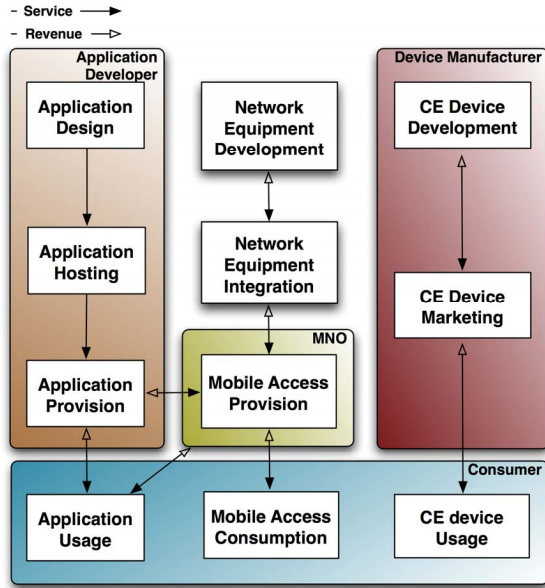 – Service
– Revenue
Application
Developer
Device Manufacturer
Application
Design
Network
Equipment
Development
CE Device
Development
Application
Hosting
Network
Equipment
Integration
CE Device
Marketing
MNO
Application
Provision
Mobile Access
Provision
Consumer
Application
Usage
Mobile Access
Consumption
CE device
Usage